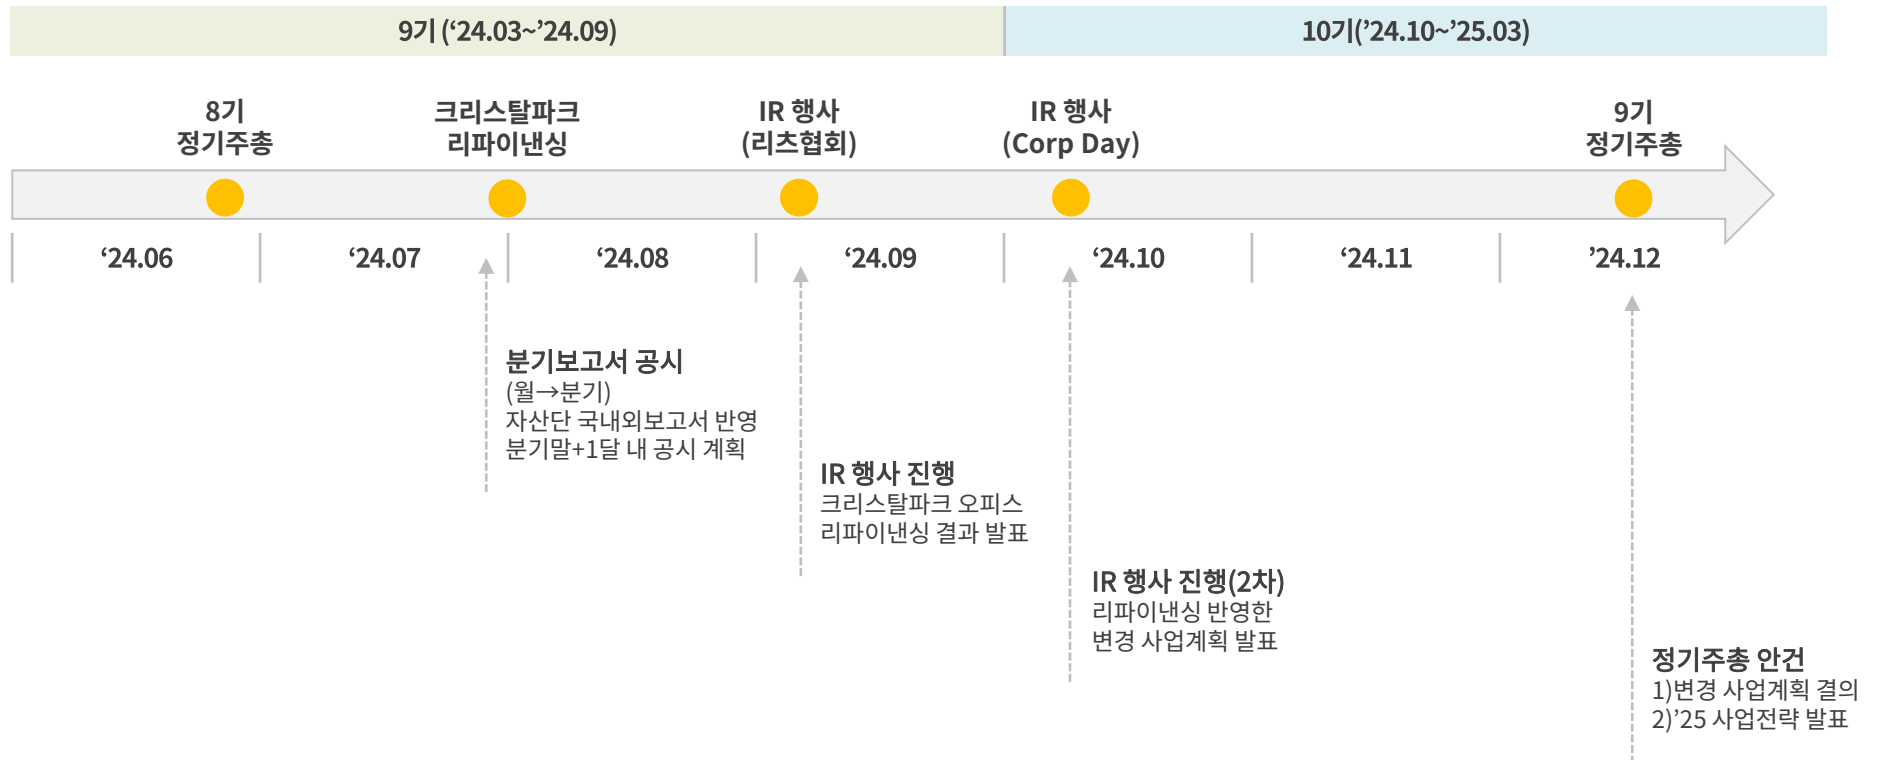 9기 (‘24.03~’24.09)
10기(’24.10~’25.03)
8기
정기주총
크리스탈파크
리파이낸싱
IR 행사
(리츠협회)
IR 행사
(Corp Day)
9기
정기주총
‘24.06
‘24.07
‘24.08
‘24.09
‘24.10
‘24.11
’24.12
분기보고서 공시
(월→분기)
자산단 국내외보고서 반영
분기말+1달 내 공시 계획
IR 행사 진행
크리스탈파크 오피스
리파이낸싱 결과 발표
IR 행사 진행(2차)
리파이낸싱 반영한
변경 사업계획 발표
정기주총 안건
1)변경 사업계획 결의
2)’25 사업전략 발표